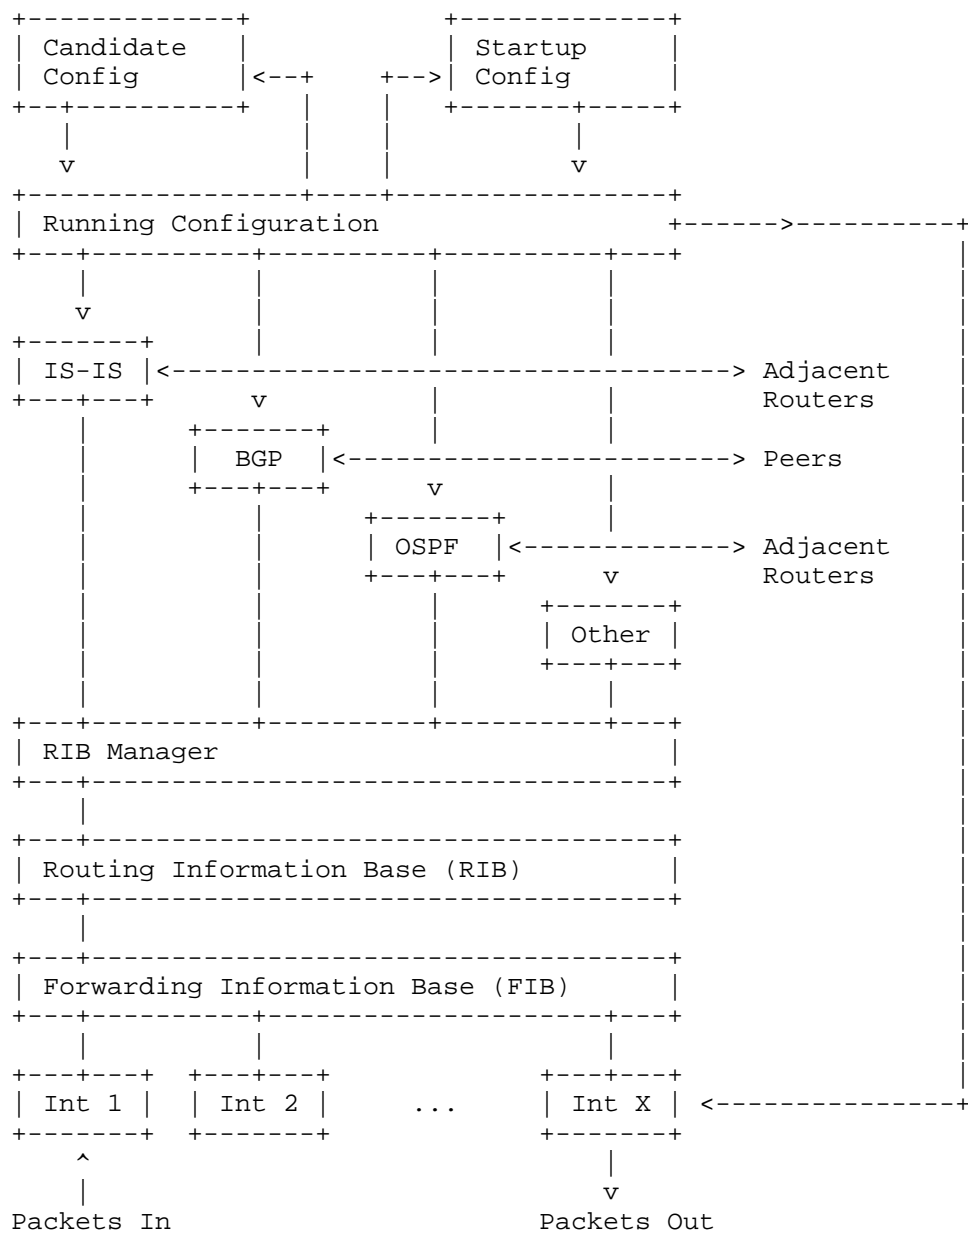 Candidate Startup
Config Config
Running Configuration
IS-IS Adjacent
Routers
BGP Peers
OSPF Adjacent
Routers
Other
RIB Manager
Routing Information Base (RIB)
Forwarding Information Base (FIB)
Int 1 Int 2 ... Int X
Packets In Packets Out